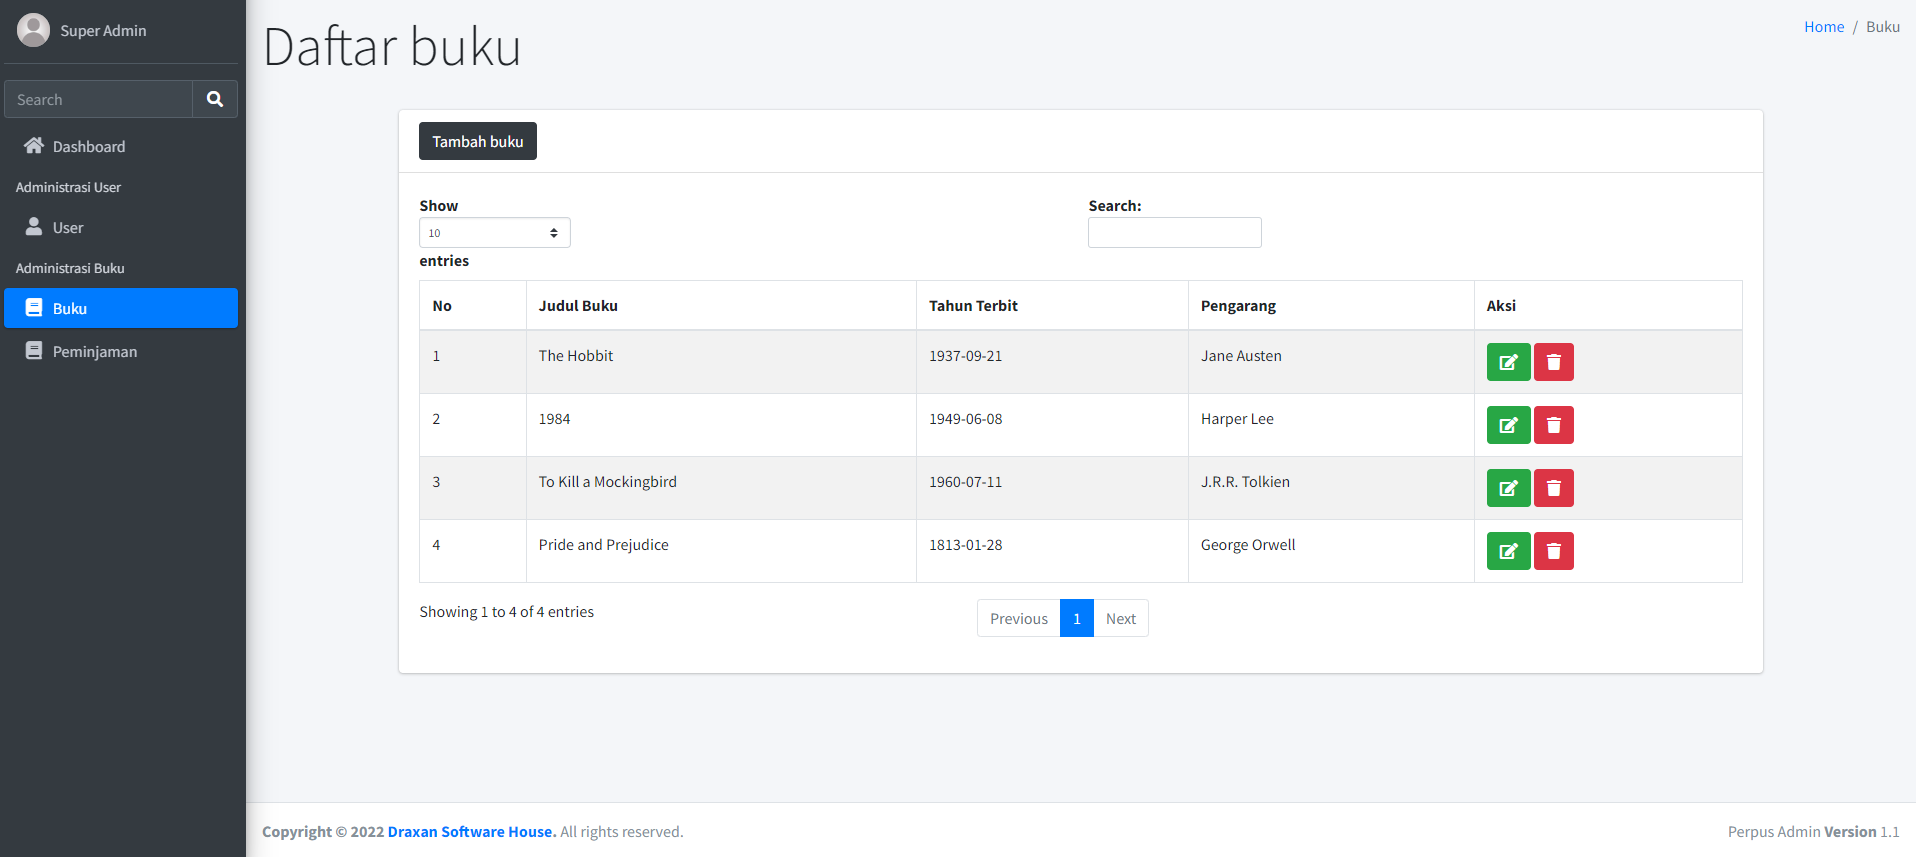 Super Admin
Search
Dashboard
Administrasi User
User
Administrasi Buku
Buku
Peminjaman
Daftar buku
Home / Buku
Tambah buku
Show
10
entries
Search:
No Judul Buku Tahun Terbit Pengarang Aksi
1 The Hobbit 1937-09-21 Jane Austen
2 1984 1949-06-08 Harper Lee
3 To Kill a Mockingbird 1960-07-11 J.R.R. Tolkien
4 Pride and Prejudice 1813-01-28 George Orwell
Showing 1 to 4 of 4 entries
Previous 1 Next
Copyright © 2022 Draxan Software House. All rights reserved.
Perpus Admin Version 1.1